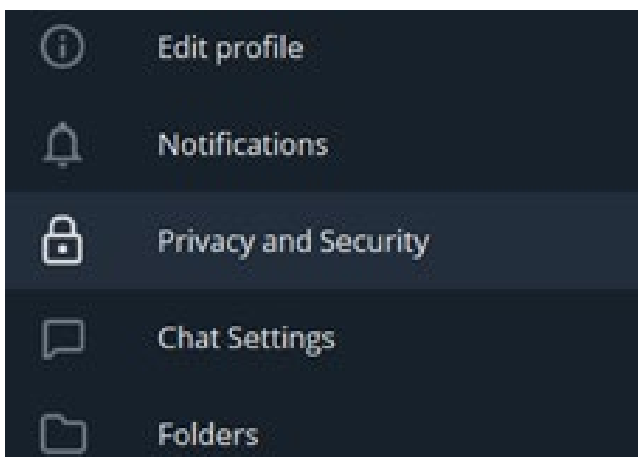 Edit profile
Notifications
Privacy and Security
Chat Settings
Folders